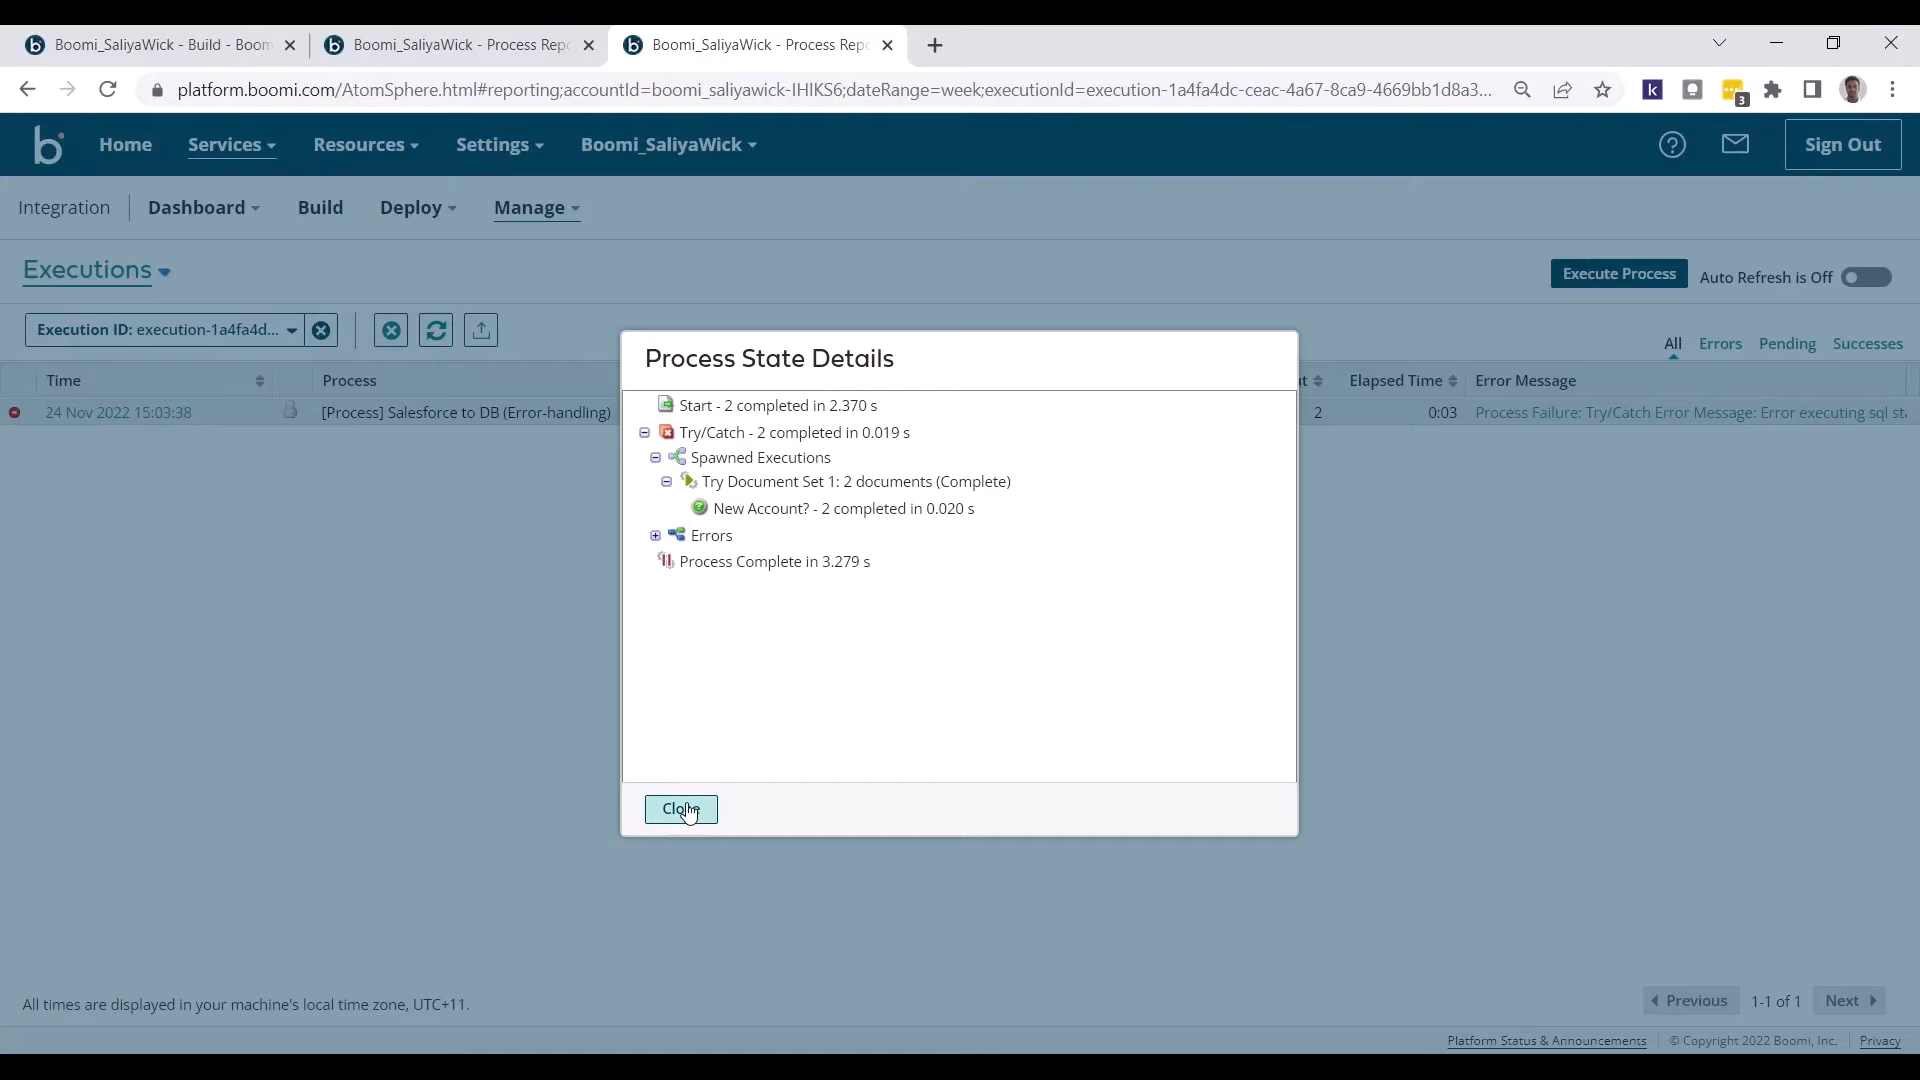 Boomi_SaliyaWick - Build - Boom
Boomi_SaliyaWick - Process Repo
Boomi_SaliyaWick - Process Repo
platform.boomi.com/AtomSphere.html#reporting;accountId=boomi_saliyawick-IHIKS6;dateRange=week;executionId=execution-1a4fa4dc-ceac-4a67-8ca9-4669bb1d8a3...
k
3
b Home Services Resources Settings Boomi_SaliyaWick ? Sign Out
Integration Dashboard Build Deploy Manage
Executions
Execute Process Auto Refresh is Off
Execution ID: execution-1a4fa4d...
All Errors Pending Successes
Time Process Elapsed Time Error Message
24 Nov 2022 15:03:38 [Process] Salesforce to DB (Error-handling) 2 0:03 Process Failure: Try/Catch Error Message: Error executing sql sta
Process State Details
Start - 2 completed in 2.370 s
Try/Catch - 2 completed in 0.019 s
Spawned Executions
Try Document Set 1: 2 documents (Complete)
New Account? - 2 completed in 0.020 s
Errors
Process Complete in 3.279 s
Close
All times are displayed in your machine's local time zone, UTC+11.
Previous 1-1 of 1 Next
Platform Status & Announcements © Copyright 2022 Boomi, Inc. Privacy